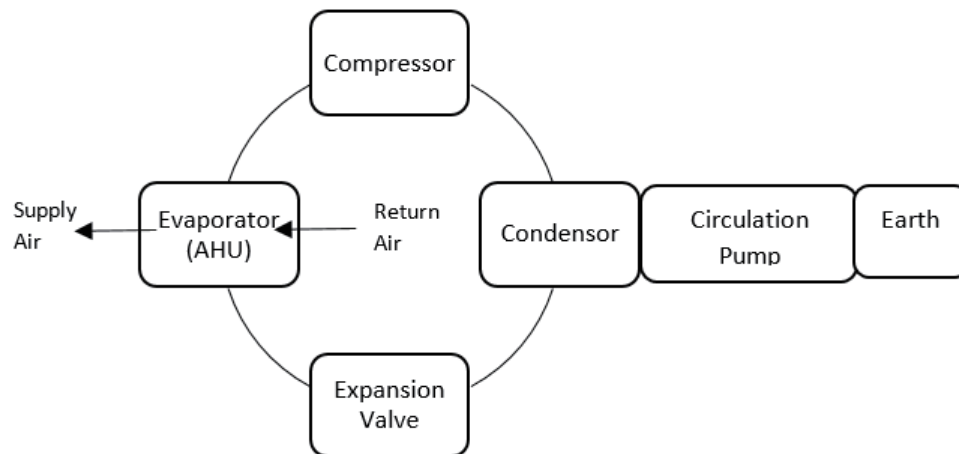 Compressor
Supply
Air
Evaporator
(AHU)
Return
Air
Condensor
Circulation
Pump
Earth
Expansion
Valve